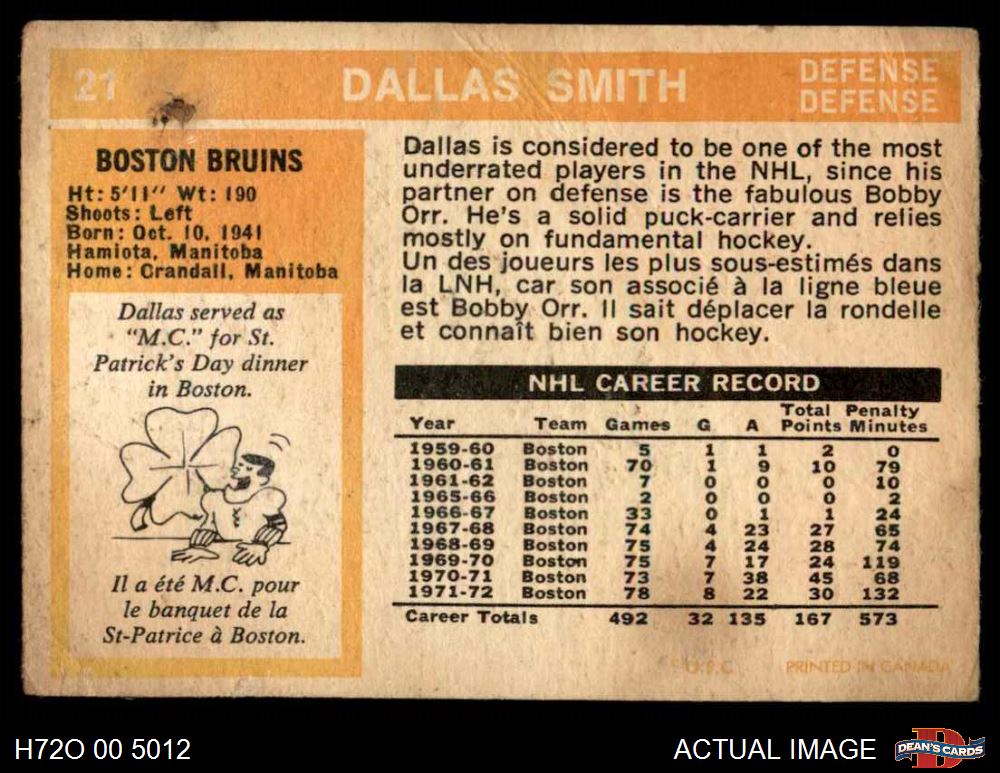 21
DALLAS SMITH
DEFENSE
DEFENSE
BOSTON BRUINS
Ht: 5'11" Wt: 190
Shoots: Left
Born: Oct. 10, 1941
Hamiota, Manitoba
Home: Crandall, Manitoba
Dallas served as
"M.C." for St.
Patrick's Day dinner
in Boston.
Il a été M.C. pour
le banquet de la
St-Patrice à Boston.
Dallas is considered to be one of the most
underrated players in the NHL, since his
partner on defense is the fabulous Bobby
Orr. He's a solid puck-carrier and relies
mostly on fundamental hockey.
Un des joueurs les plus sous-estimés dans
la LNH, car son associé à la ligne bleue
est Bobby Orr. Il sait déplacer la rondelle
et connaît bien son hockey.
NHL CAREER RECORD
Year Team Games G A Total Points Penalty Minutes
1959-60 Boston 5 1 1 2 0
1960-61 Boston 70 1 9 10 79
1961-62 Boston 7 0 0 0 10
1965-66 Boston 2 0 0 0 2
1966-67 Boston 33 0 1 1 24
1967-68 Boston 74 4 23 27 65
1968-69 Boston 75 4 24 28 74
1969-70 Boston 75 7 17 24 119
1970-71 Boston 73 7 38 45 68
1971-72 Boston 78 8 22 30 132
Career Totals 492 32 135 167 573
© O.P.C PRINTED IN CANADA
H72O 00 5012
ACTUAL IMAGE
DEAN'S CARDS